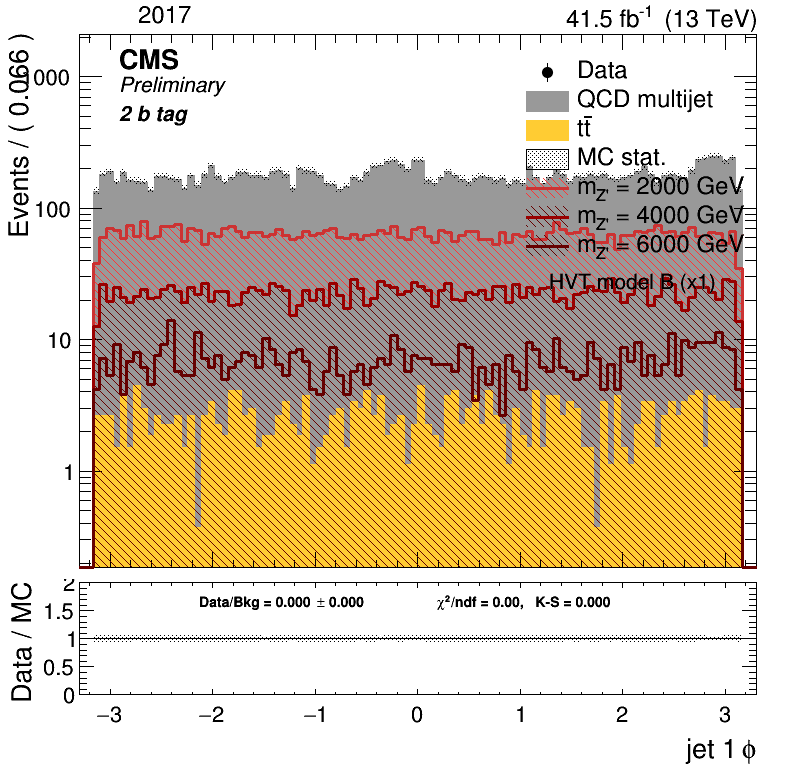 2017
41.5 fb⁻¹ (13 TeV)
CMS
Preliminary
2 b tag
Data
QCD multijet
tt̄
MC stat.
m_Z' = 2000 GeV
m_Z' = 4000 GeV
m_Z' = 6000 GeV
HVT model B (x1)
Events / ( 0.066 )
1000
100
10
1
Data/Bkg = 0.000 ± 0.000
χ²/ndf = 0.00, K-S = 0.000
Data / MC
2
1.5
1
0.5
0
−3 −2 −1 0 1 2 3
jet 1 ϕ